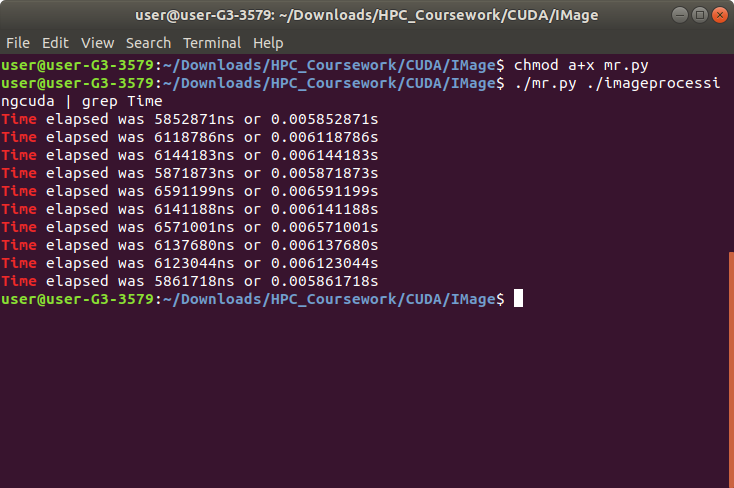 user@user-G3-3579: ~/Downloads/HPC_Coursework/CUDA/IMage
File Edit View Search Terminal Help
user@user-G3-3579:~/Downloads/HPC_Coursework/CUDA/IMage$ chmod a+x mr.py
user@user-G3-3579:~/Downloads/HPC_Coursework/CUDA/IMage$ ./mr.py ./imageprocessi
ngcuda | grep Time
Time elapsed was 5852871ns or 0.005852871s
Time elapsed was 6118786ns or 0.006118786s
Time elapsed was 6144183ns or 0.006144183s
Time elapsed was 5871873ns or 0.005871873s
Time elapsed was 6591199ns or 0.006591199s
Time elapsed was 6141188ns or 0.006141188s
Time elapsed was 6571001ns or 0.006571001s
Time elapsed was 6137680ns or 0.006137680s
Time elapsed was 6123044ns or 0.006123044s
Time elapsed was 5861718ns or 0.005861718s
user@user-G3-3579:~/Downloads/HPC_Coursework/CUDA/IMage$